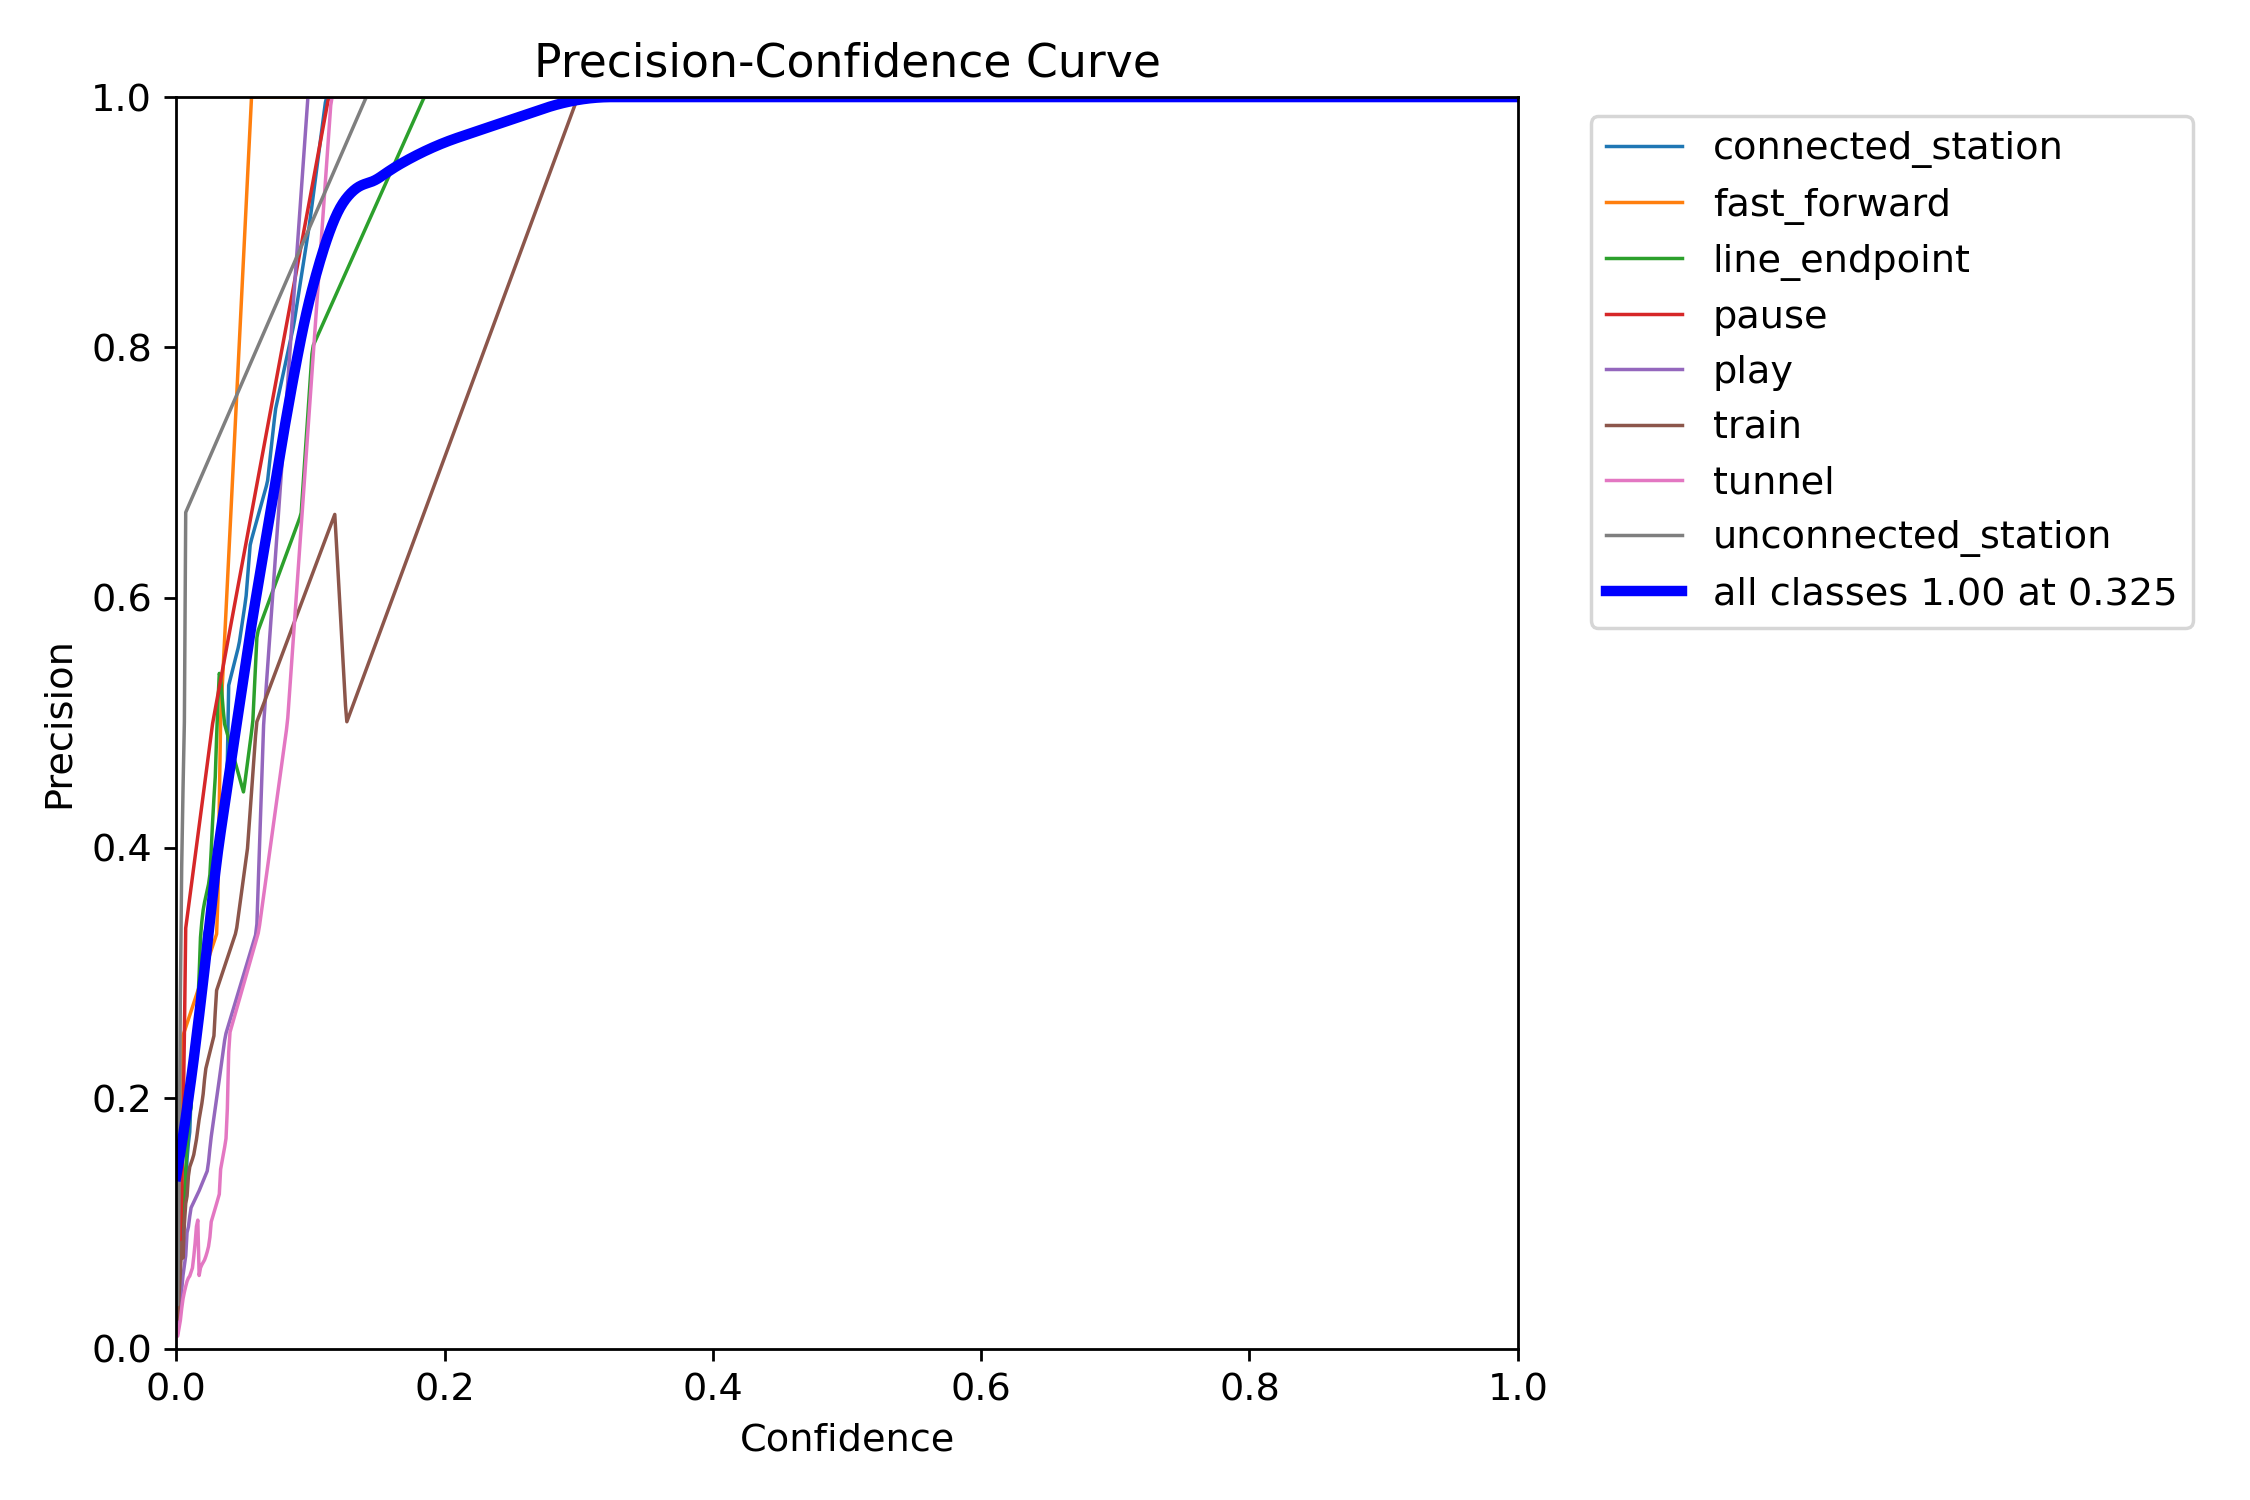 Precision-Confidence Curve
1.0
0.8
0.6
0.4
0.2
0.0
Precision
0.0 0.2 0.4 0.6 0.8 1.0
Confidence
connected_station
fast_forward
line_endpoint
pause
play
train
tunnel
unconnected_station
all classes 1.00 at 0.325